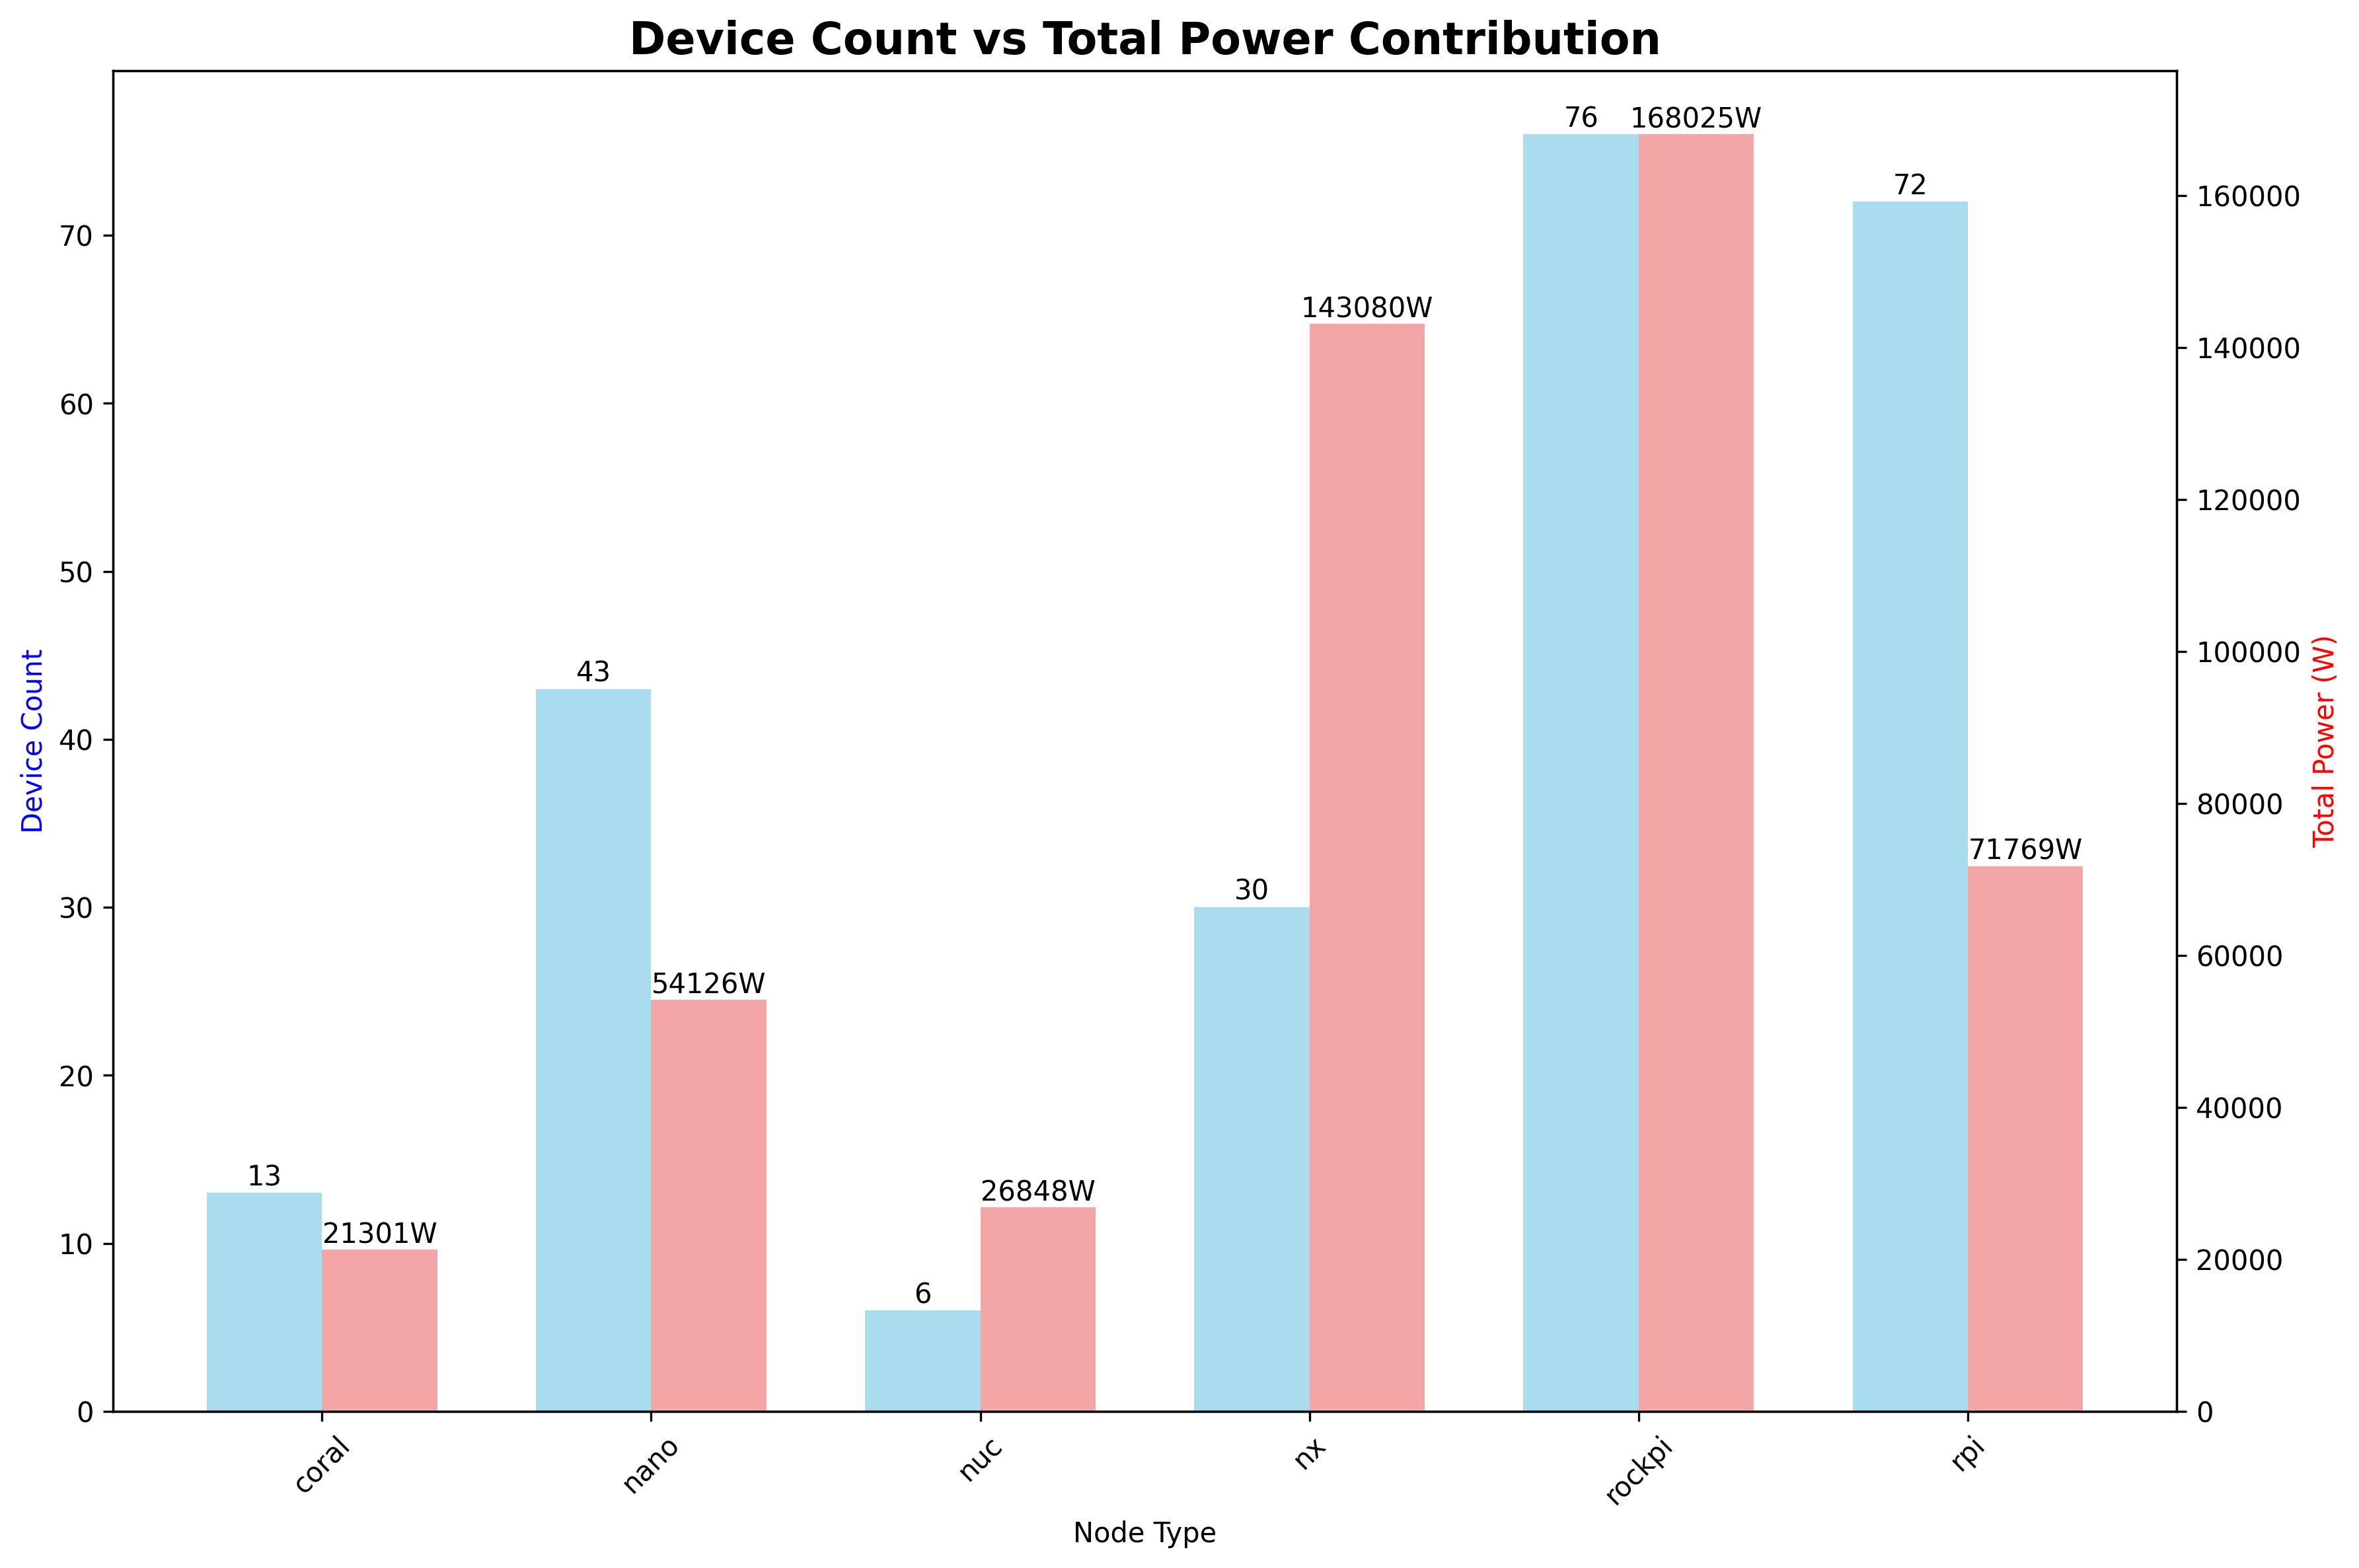 Device Count vs Total Power Contribution
Device Count
70
60
50
40
30
20
10
0
13
21301W
43
54126W
6
26848W
30
143080W
76
168025W
72
71769W
160000
140000
120000
100000
80000
60000
40000
20000
0
Total Power (W)
coral
nano
nuc
nx
rockpi
rpi
Node Type